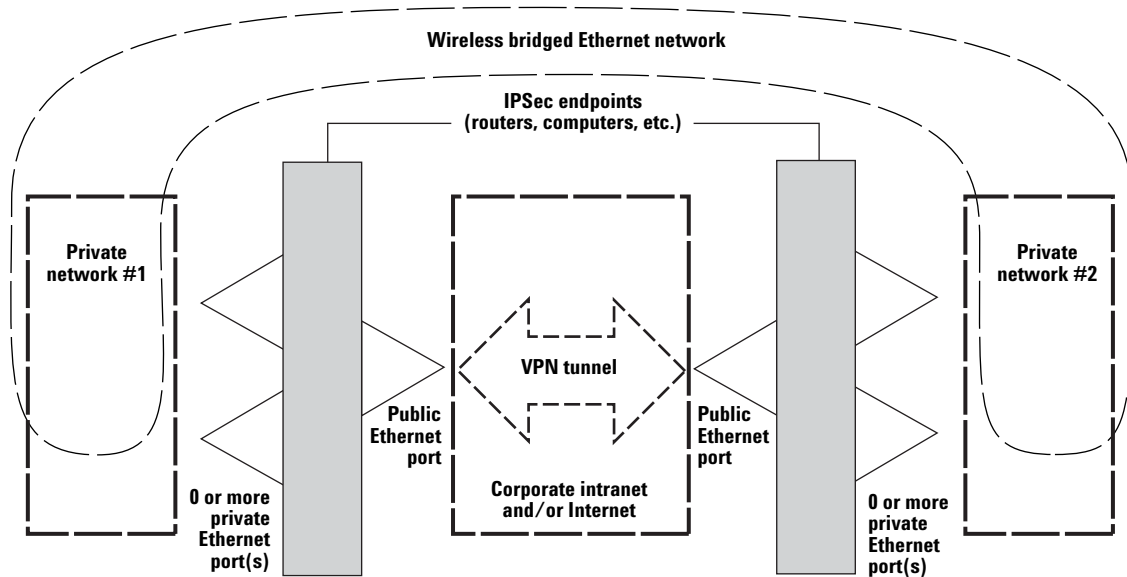 Wireless bridged Ethernet network
IPSec endpoints
(routers, computers, etc.)
Private
network #1
Private
network #2
VPN tunnel
Public
Ethernet
port
Public
Ethernet
port
Corporate intranet
and/or Internet
0 or more
private
Ethernet
port(s)
0 or more
private
Ethernet
port(s)